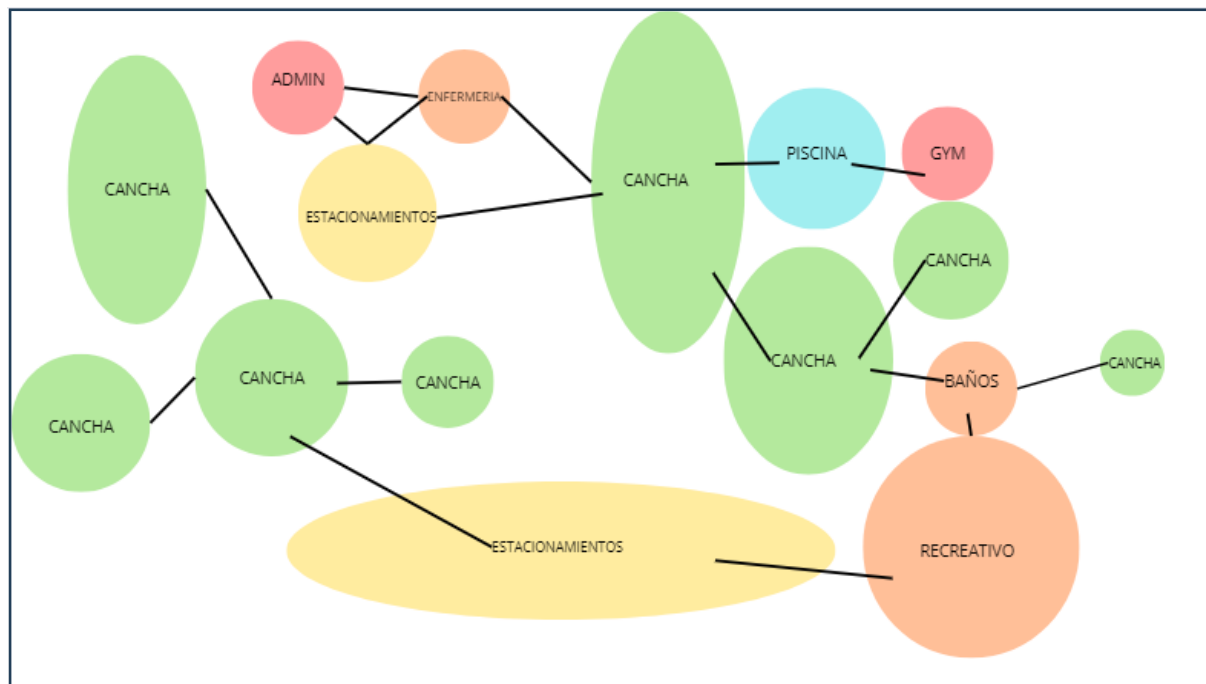 ADMIN
ENFERMERIA
PISCINA
GYM
CANCHA
CANCHA
ESTACIONAMIENTOS
CANCHA
CANCHA
CANCHA
CANCHA
CANCHA
BAÑOS
CANCHA
CANCHA
ESTACIONAMIENTOS
RECREATIVO